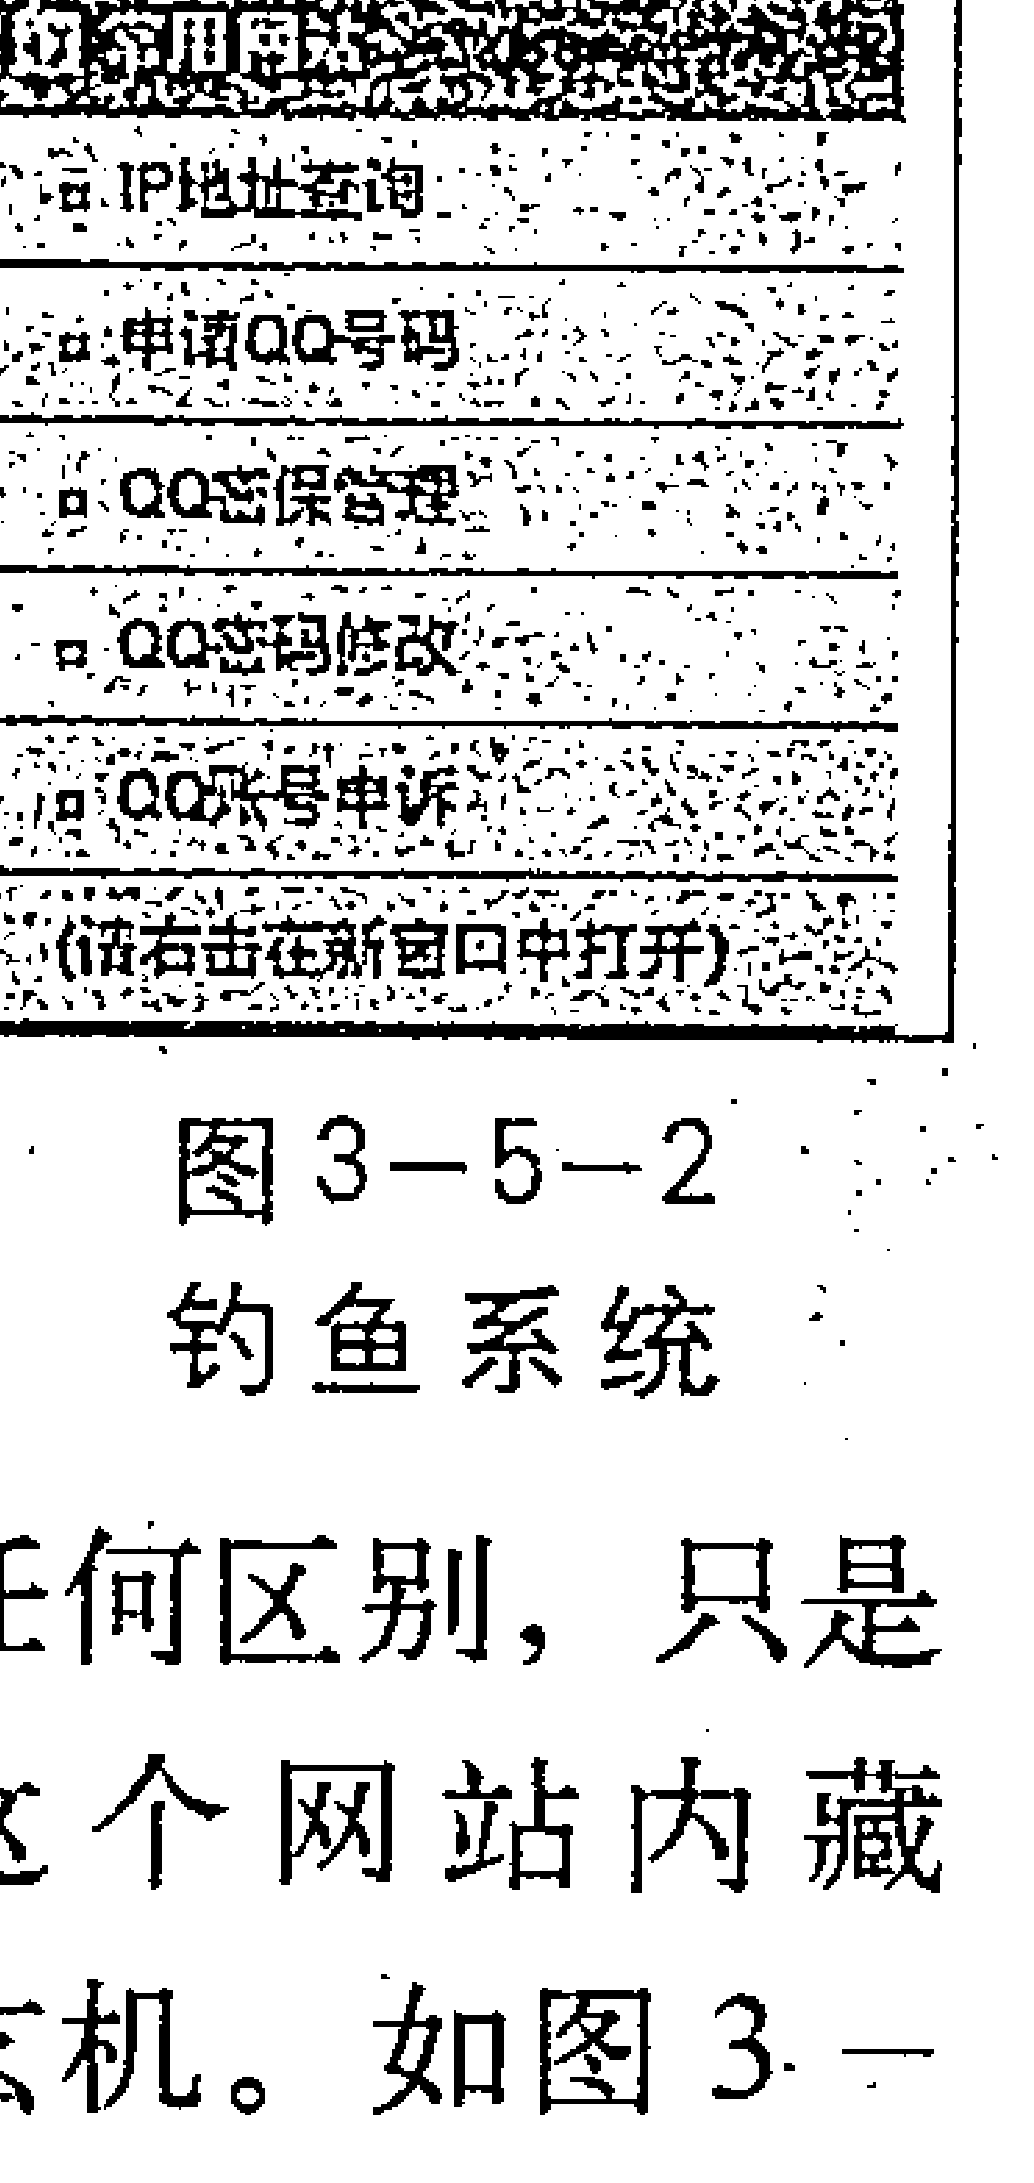 IP地址查询
申请QQ号码
QQ密保管理
QQ密码修改
QQ账号申诉
(请右击在新窗口中打开)
图3—5—2
钓鱼系统
任何区别，只是
这个网站内藏
玄机。如图3—